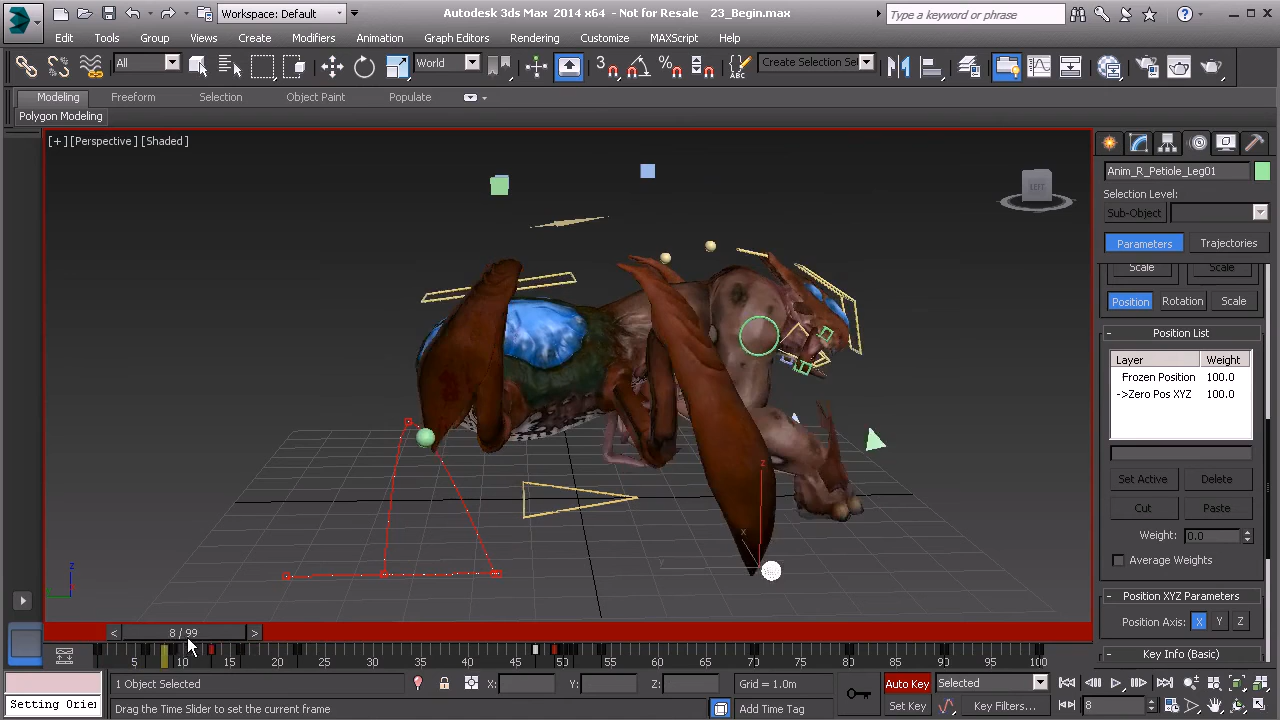 Workspace: Default
Autodesk 3ds Max 2014 x64 - Not for Resale 23_Begin.max
Type a keyword or phrase
Edit Tools Group Views Create Modifiers Animation Graph Editors Rendering Customize MAXScript Help
All World Create Selection Se
Modeling Freeform Selection Object Paint Populate
Polygon Modeling
[+] [Perspective] [Shaded]
LEFT
Anim_R_Petiole_Leg01
Selection Level:
Sub-Object
Parameters Trajectories
Scale Scale
Position Rotation Scale
- Position List
Layer Weight
Frozen Position 100.0
->Zero Pos XYZ 100.0
Set Active Delete
Cut Paste
Weight: 0.0
Average Weights
- Position XYZ Parameters
Position Axis: X Y Z
- Key Info (Basic)
z
x
z
< 8 / 99 >
5 10 15 20 25 30 35 40 45 50 55 60 65 70 75 80 85 90 95 100
1 Object Selected X: Y: Z: Grid = 1.0m Auto Key Selected
Setting Orie Drag the Time Slider to set the current frame Add Time Tag Set Key Key Filters... 8